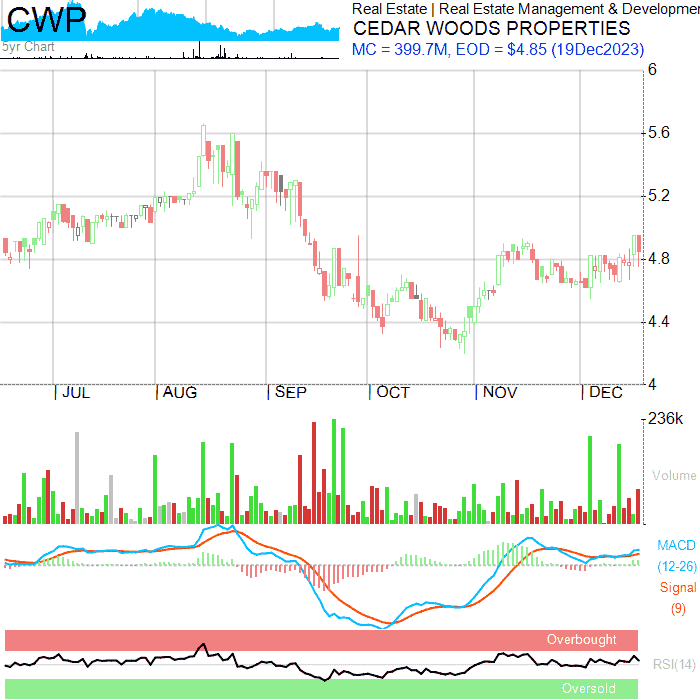 CWP
5yr Chart
Real Estate | Real Estate Management & Developmen
CEDAR WOODS PROPERTIES
MC = 399.7M, EOD = $4.85 (19Dec2023)
6
5.6
5.2
4.8
4.4
4
JUL AUG SEP OCT NOV DEC
236k
Volume
MACD
(12-26)
Signal
(9)
Overbought
RSI(14)
Oversold